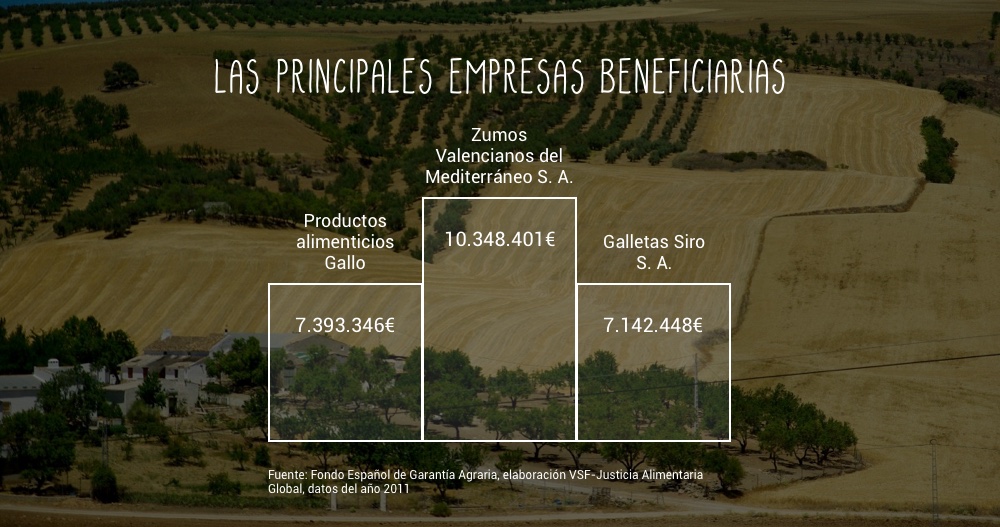 LAS PRINCIPALES EMPRESAS BENEFICIARIAS
Zumos
Valencianos del
Mediterráneo S. A.
10.348.401€
Productos
alimenticios
Gallo
7.393.346€
Galletas Siro
S. A.
7.142.448€
Fuente: Fondo Español de Garantía Agraria, elaboración VSF-Justicia Alimentaria
Global, datos del año 2011